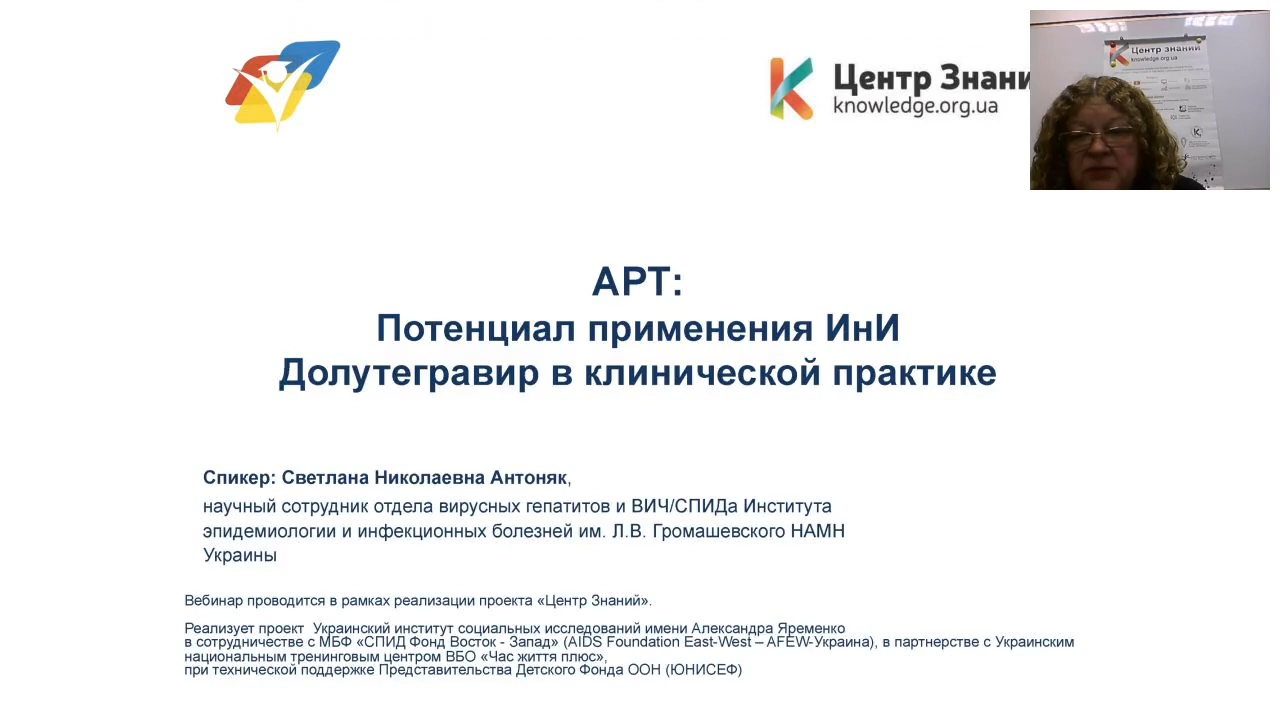 Центр Знани
knowledge.org.ua
Центр знаний
knowledge.org.ua
АРТ:
Потенциал применения ИнИ
Долутегравир в клинической практике
Спикер: Светлана Николаевна Антоняк,
научный сотрудник отдела вирусных гепатитов и ВИЧ/СПИДа Института
эпидемиологии и инфекционных болезней им. Л.В. Громашевского НАМН
Украины
Вебинар проводится в рамках реализации проекта «Центр Знаний».
Реализует проект Украинский институт социальных исследований имени Александра Яременко
в сотрудничестве с МБФ «СПИД Фонд Восток - Запад» (AIDS Foundation East-West – AFEW-Украина), в партнерстве с Украинским
национальным тренинговым центром ВБО «Час життя плюс»,
при технической поддержке Представительства Детского Фонда ООН (ЮНИСЕФ)